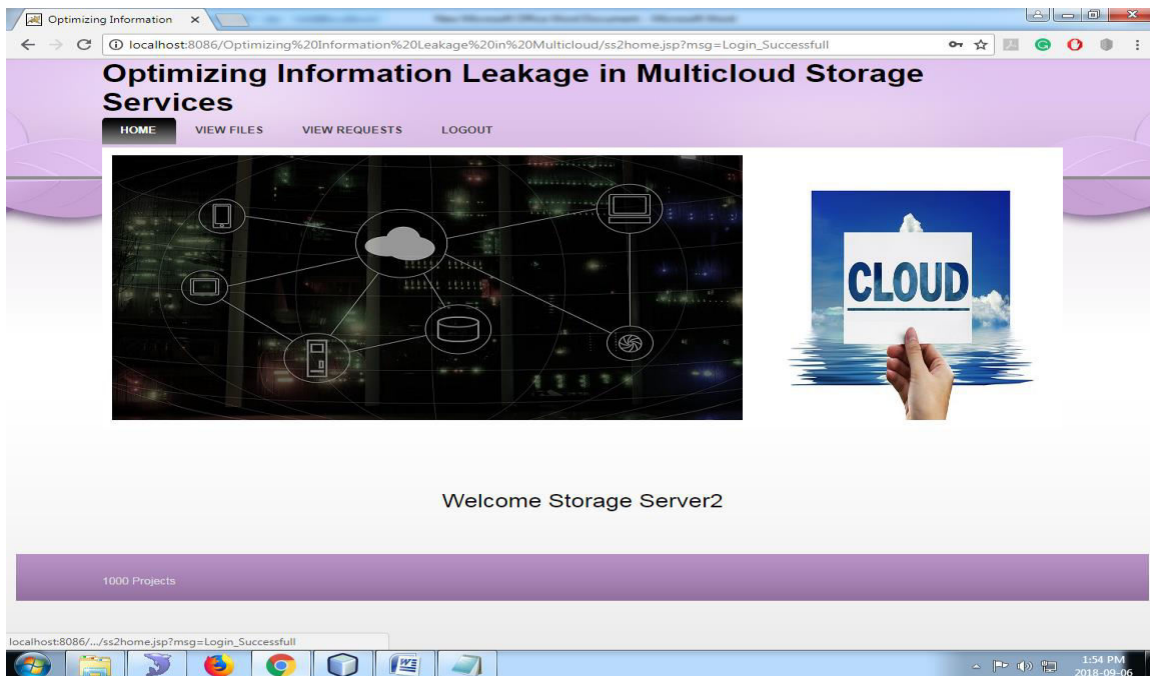 Optimizing Information
localhost:8086/Optimizing%20Information%20Leakage%20in%20Multicloud/ss2home.jsp?msg=Login_Successfull
Optimizing Information Leakage in Multicloud Storage
Services
HOME VIEW FILES VIEW REQUESTS LOGOUT
CLOUD
Welcome Storage Server2
1000 Projects
localhost:8086/.../ss2home.jsp?msg=Login_Successfull
1:54 PM
2018-09-06